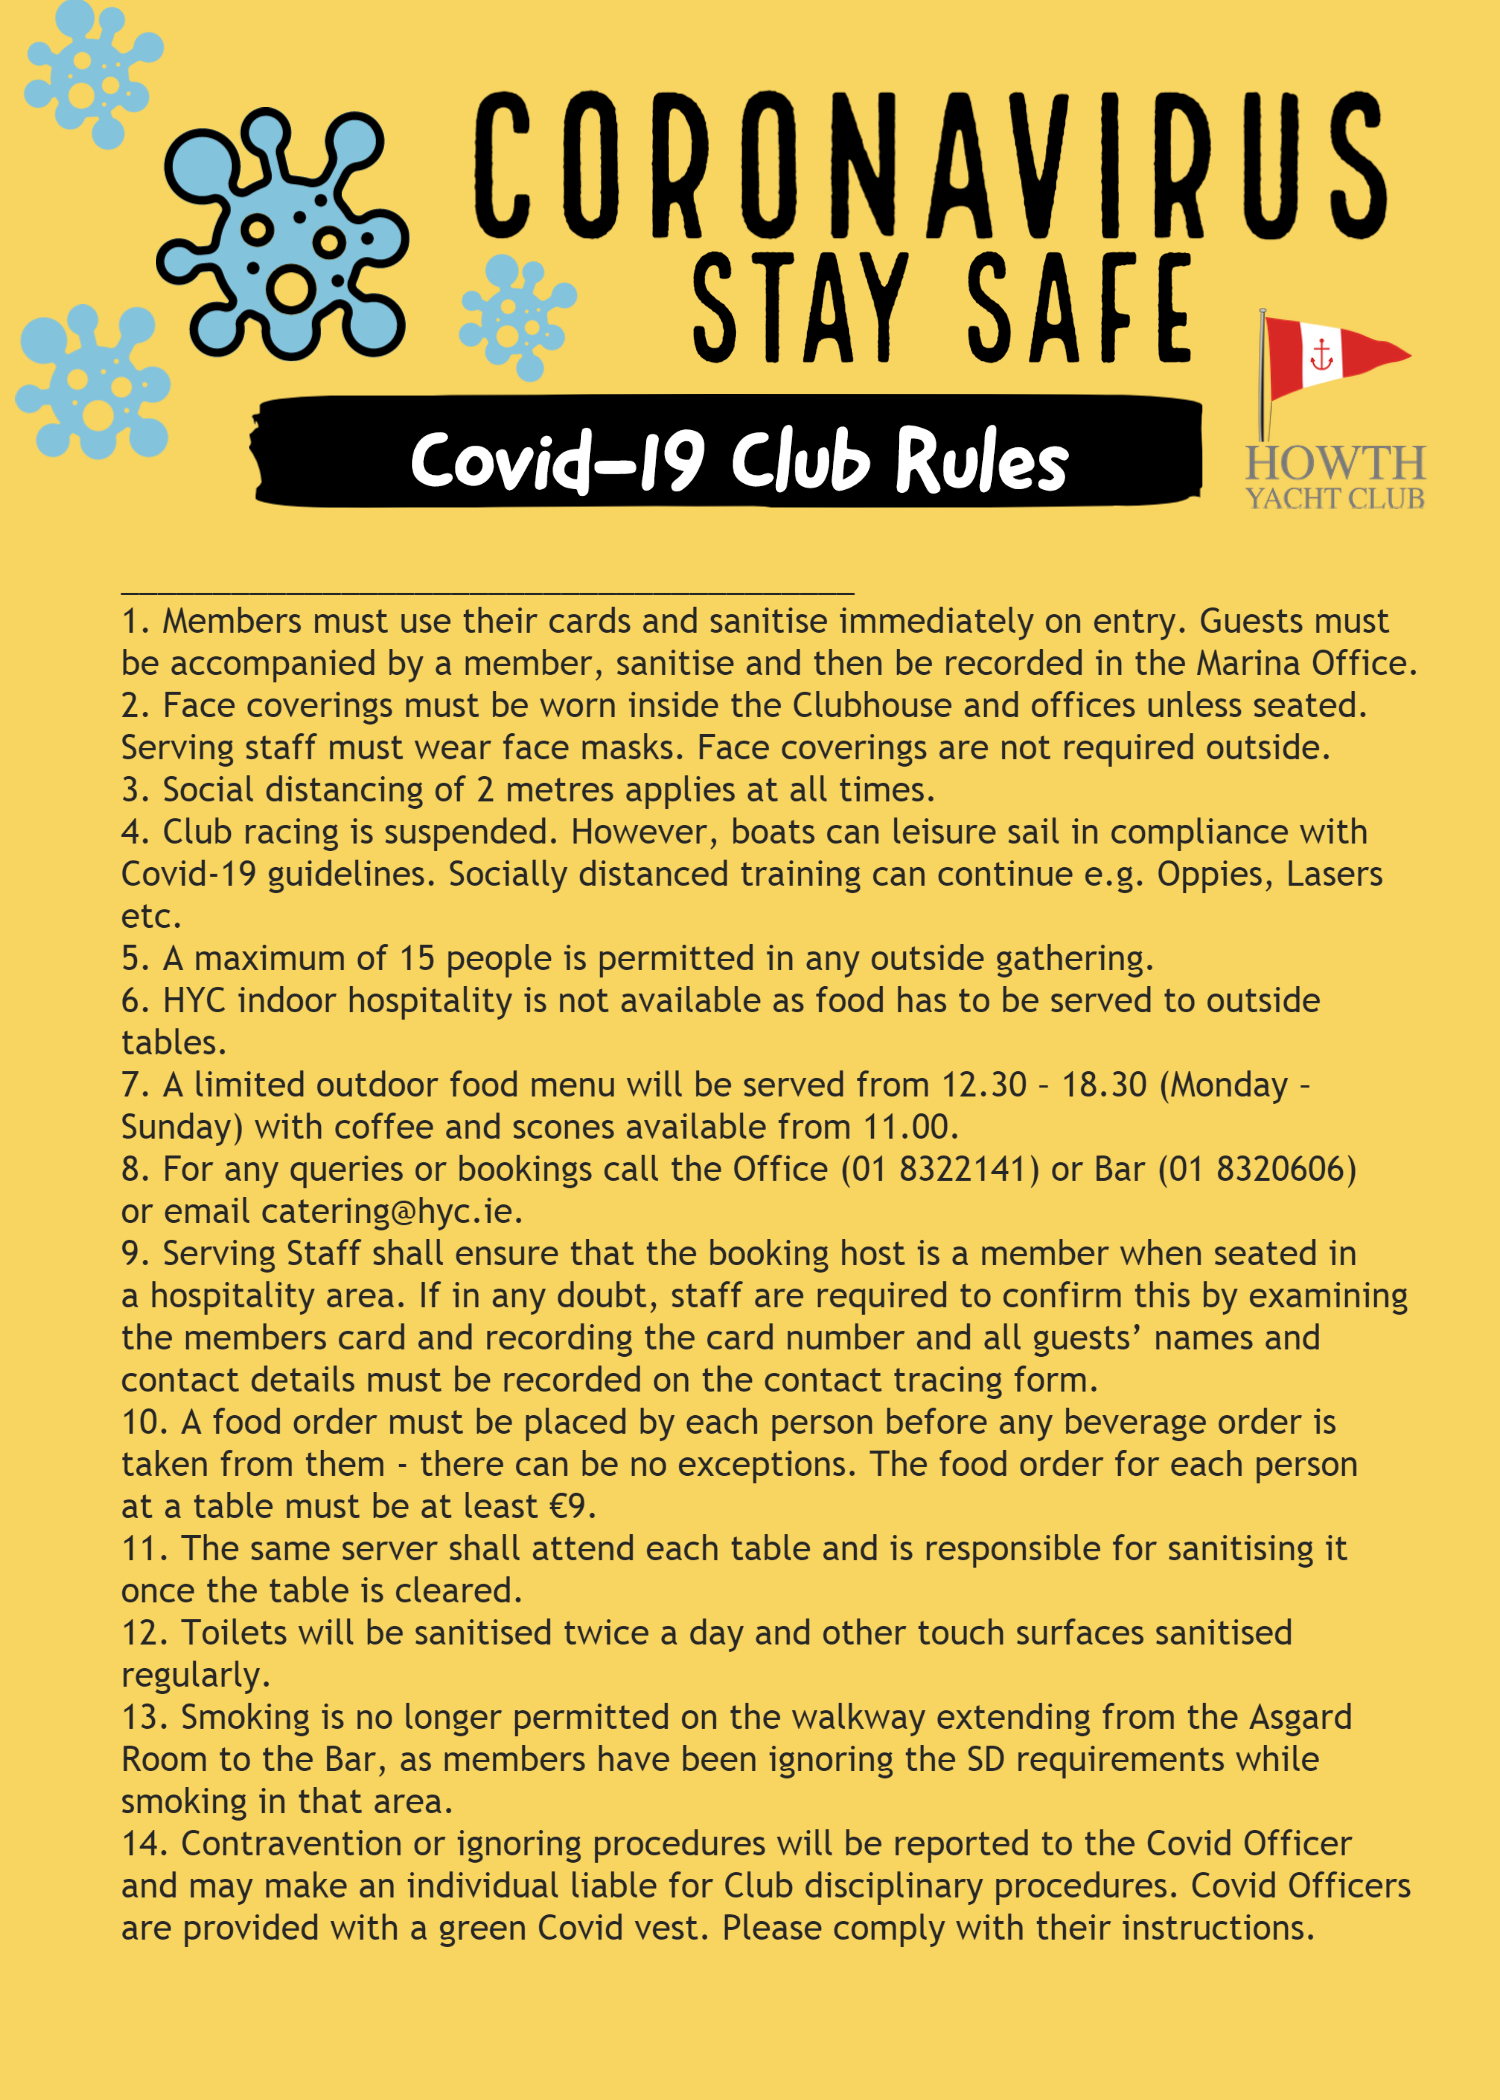 CORONAVIRUS
STAY SAFE
Covid-19 Club Rules
HOWTH
YACHT CLUB
1. Members must use their cards and sanitise immediately on entry. Guests must
be accompanied by a member, sanitise and then be recorded in the Marina Office.
2. Face coverings must be worn inside the Clubhouse and offices unless seated.
Serving staff must wear face masks. Face coverings are not required outside.
3. Social distancing of 2 metres applies at all times.
4. Club racing is suspended. However, boats can leisure sail in compliance with
Covid-19 guidelines. Socially distanced training can continue e.g. Oppies, Lasers
etc.
5. A maximum of 15 people is permitted in any outside gathering.
6. HYC indoor hospitality is not available as food has to be served to outside
tables.
7. A limited outdoor food menu will be served from 12.30 – 18.30 (Monday –
Sunday) with coffee and scones available from 11.00.
8. For any queries or bookings call the Office (01 8322141) or Bar (01 8320606)
or email catering@hyc.ie.
9. Serving Staff shall ensure that the booking host is a member when seated in
a hospitality area. If in any doubt, staff are required to confirm this by examining
the members card and recording the card number and all guests’ names and
contact details must be recorded on the contact tracing form.
10. A food order must be placed by each person before any beverage order is
taken from them - there can be no exceptions. The food order for each person
at a table must be at least €9.
11. The same server shall attend each table and is responsible for sanitising it
once the table is cleared.
12. Toilets will be sanitised twice a day and other touch surfaces sanitised
regularly.
13. Smoking is no longer permitted on the walkway extending from the Asgard
Room to the Bar, as members have been ignoring the SD requirements while
smoking in that area.
14. Contravention or ignoring procedures will be reported to the Covid Officer
and may make an individual liable for Club disciplinary procedures. Covid Officers
are provided with a green Covid vest. Please comply with their instructions.